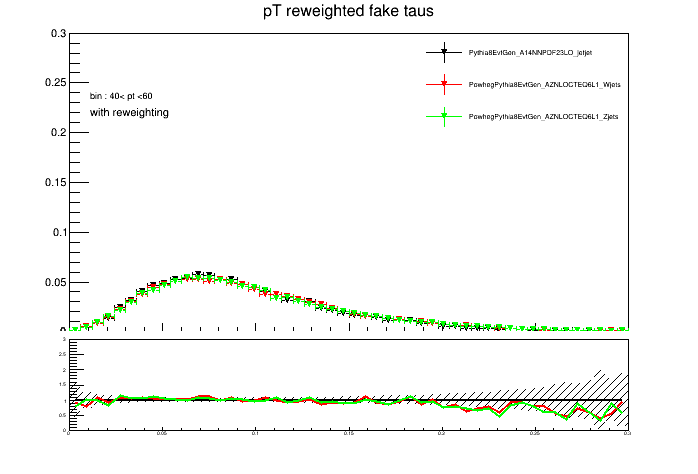 pT reweighted fake taus
0.3
0.25
0.2
0.15
0.1
0.05
bin : 40< pt <60
with reweighting
Pythia8EvtGen_A14NNPDF23LO_jetjet
PowhegPythia8EvtGen_AZNLOCTEQ6L1_Wjets
PowhegPythia8EvtGen_AZNLOCTEQ6L1_Zjets
3
2.5
2
1.5
1
0.5
0
0 0.05 0.1 0.15 0.2 0.25 0.3